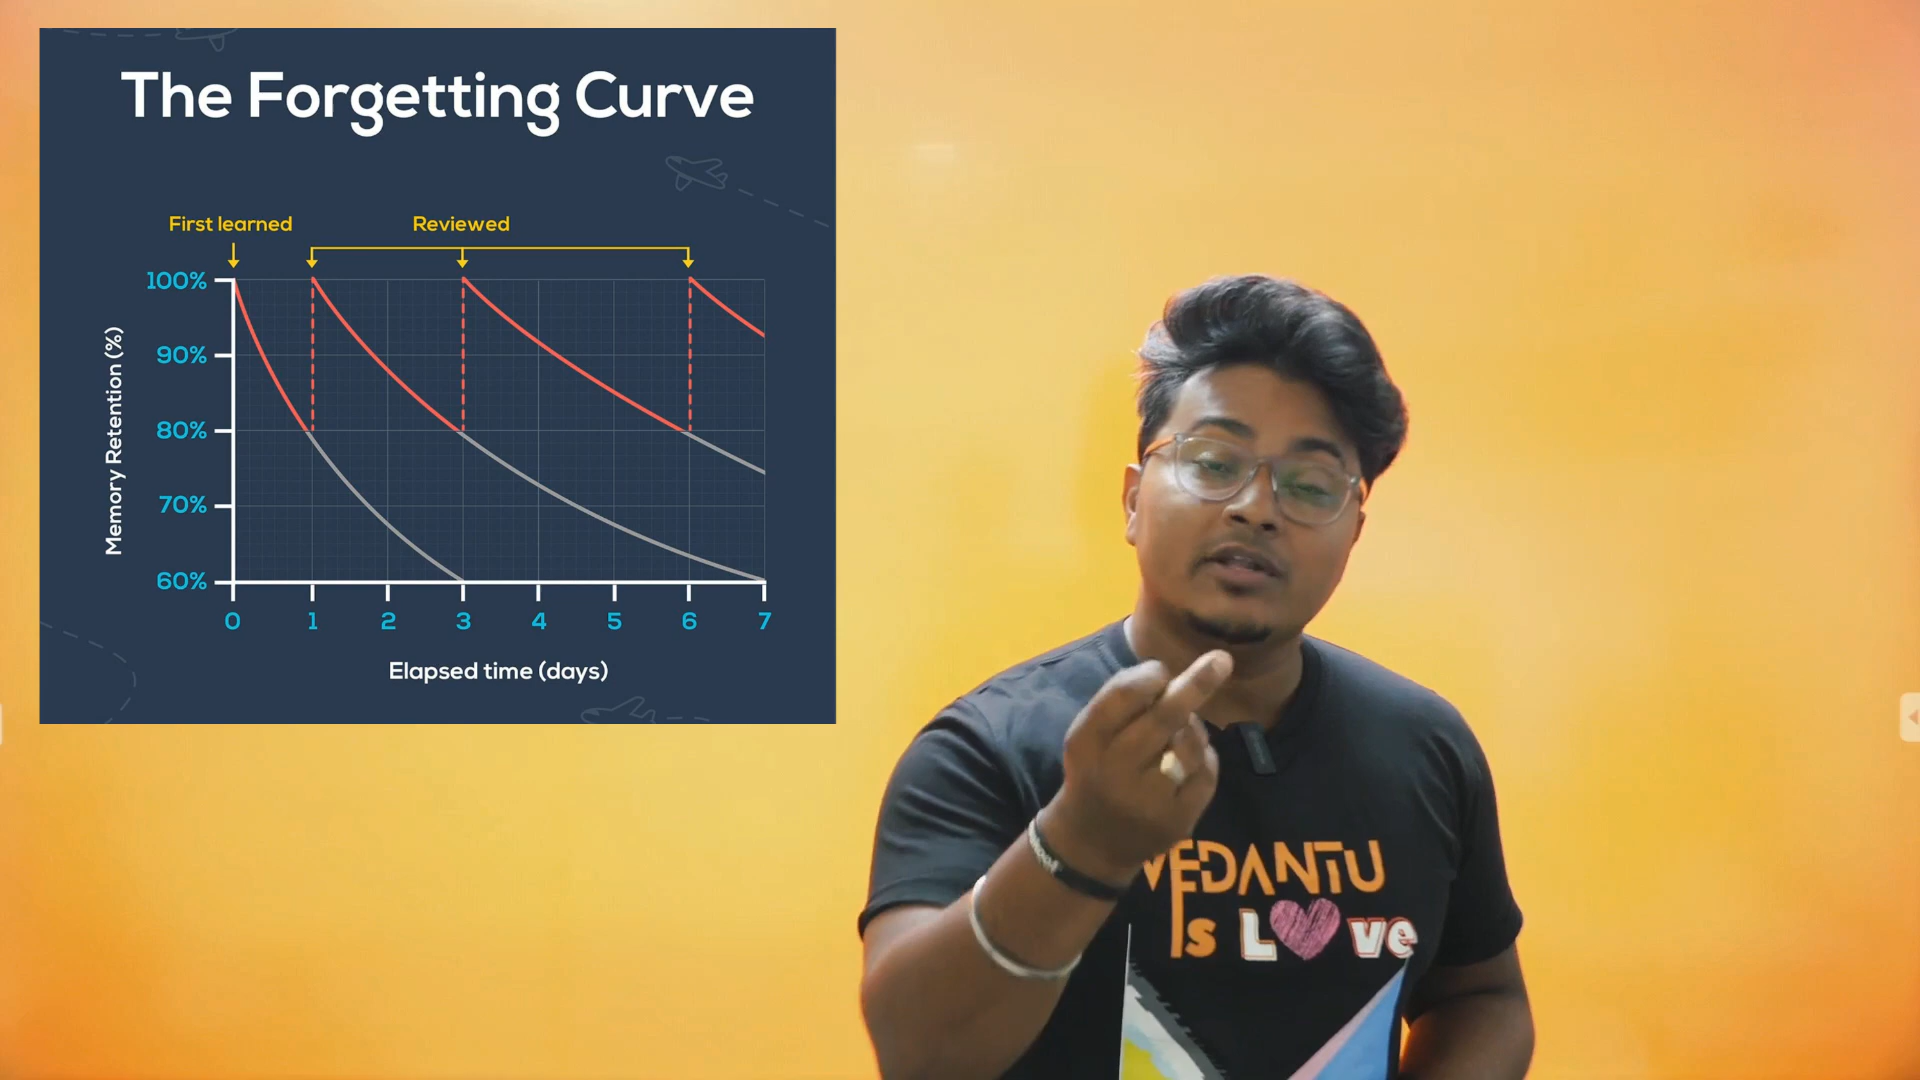 The Forgetting Curve
First learned
Reviewed
100%
90%
80%
70%
60%
Memory Retention (%)
0 1 2 3 4 5 6 7
Elapsed time (days)
VEDANTU
Is Love